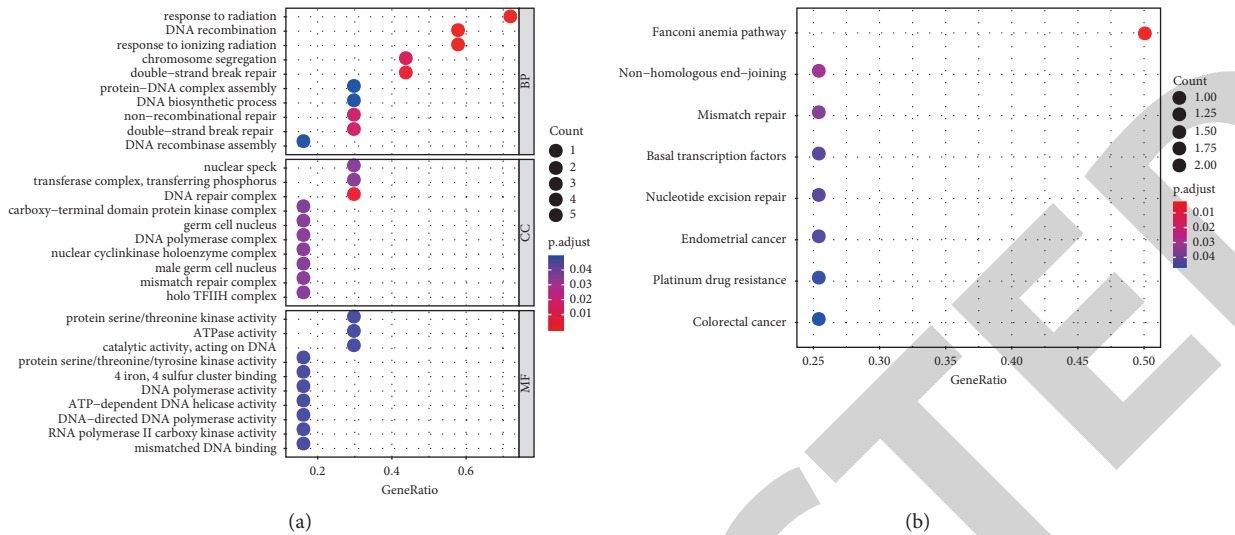 response to radiation
DNA recombination
response to ionizing radiation
chromosome segregation
double-strand break repair
protein-DNA complex assembly
DNA biosynthetic process
non-recombinational repair
double-strand break repair
DNA recombinase assembly
BP
nuclear speck
transferase complex, transferring phosphorus
DNA repair complex
carboxy-terminal domain protein kinase complex
germ cell nucleus
DNA polymerase complex
nuclear cyclinkinase holoenzyme complex
male germ cell nucleus
mismatch repair complex
holo TFIIH complex
CC
protein serine/threonine kinase activity
ATPase activity
catalytic activity, acting on DNA
protein serine/threonine/tyrosine kinase activity
4 iron, 4 sulfur cluster binding
DNA polymerase activity
ATP-dependent DNA helicase activity
DNA-directed DNA polymerase activity
RNA polymerase II carboxy kinase activity
mismatched DNA binding
MF
0.2 0.4 0.6
GeneRatio
Count
1
2
3
4
5
p.adjust
0.04
0.03
0.02
0.01
(a)
Fanconi anemia pathway
Non-homologous end-joining
Mismatch repair
Basal transcription factors
Nucleotide excision repair
Endometrial cancer
Platinum drug resistance
Colorectal cancer
0.25 0.30 0.35 0.40 0.45 0.50
GeneRatio
Count
1.00
1.25
1.50
1.75
2.00
p.adjust
0.01
0.02
0.03
0.04
(b)